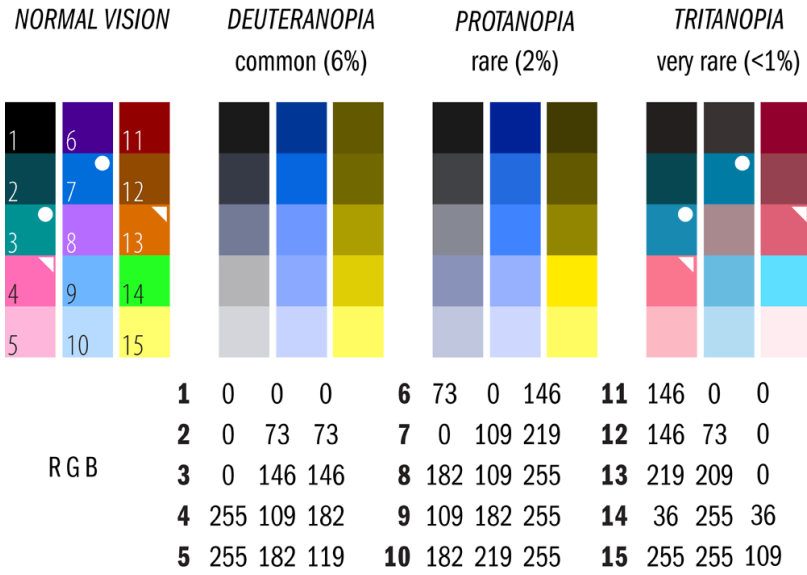 NORMAL VISION DEUTERANOPIA PROTANOPIA TRITANOPIA
common (6%) rare (2%) very rare (<1%)
1 6 11
2 7 12
3 8 13
4 9 14
5 10 15
1 0 0 0 6 73 0 146 11 146 0 0
2 0 73 73 7 0 109 219 12 146 73 0
R G B 3 0 146 146 8 182 109 255 13 219 209 0
4 255 109 182 9 109 182 255 14 36 255 36
5 255 182 119 10 182 219 255 15 255 255 109